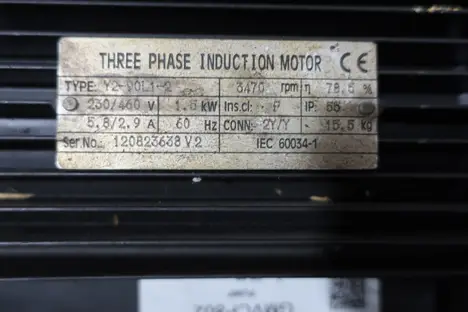 THREE PHASE INDUCTION MOTOR CE
TYPE: Y2-90L1-2 3470 rpm η 78.5 %
230/460 V 1.5 kW Ins.cl: F IP: 55
5.8/2.9 A 60 Hz CONN: 2Y/Y 15.5 kg
Ser.No.: 120823638 V2 IEC 60034-1